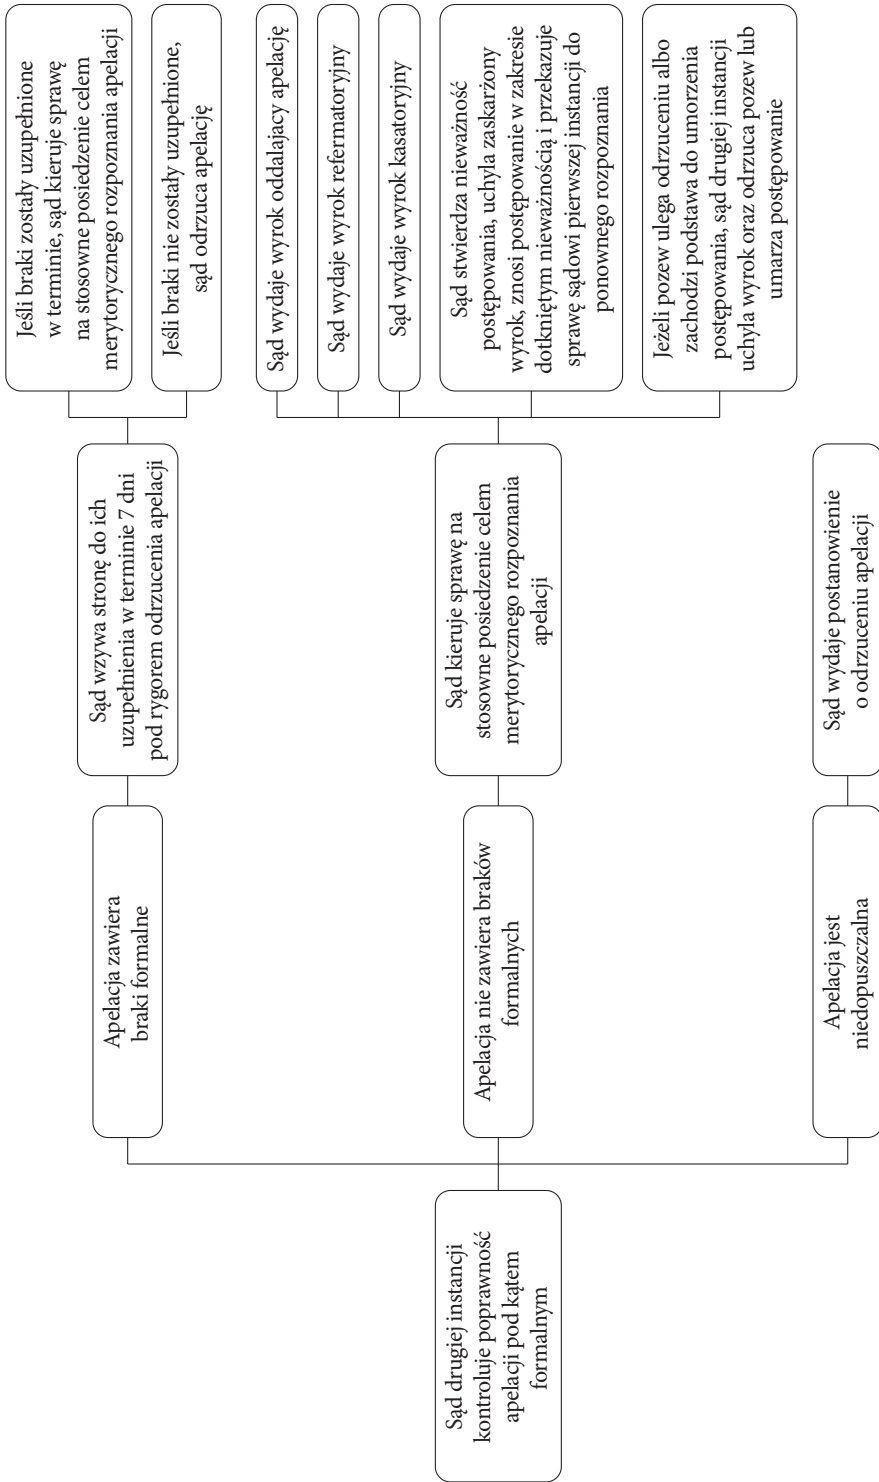 Sąd drugiej instancji
kontroluje poprawność
apelacji pod kątem
formalnym
Apelacja zawiera
braki formalne
Sąd wzywa stronę do ich
uzupełnienia w terminie 7 dni
pod rygorem odrzucenia apelacji
Jeśli braki zostały uzupełnione
w terminie, sąd kieruje sprawę
na stosowne posiedzenie celem
merytorycznego rozpoznania apelacji
Jeśli braki nie zostały uzupełnione,
sąd odrzuca apelację
Apelacja nie zawiera braków
formalnych
Sąd kieruje sprawę na
stosowne posiedzenie celem
merytorycznego rozpoznania
apelacji
Sąd wydaje wyrok oddalajacy apelację
Sąd wydaje wyrok refermatoryjny
Sąd wydaje wyrok kasatoryjny
Sąd stwierdza nieważność
postępowania, uchyla zaskarżony
wyrok, znosi postępowanie w zakresie
dotkniętym nieważnością i przekazuje
sprawę sądowi pierwszej instancji do
ponownego rozpoznania
Jeżeli pozew ulega odrzuceniu albo
zachodzi podstawa do umorzenia
postępowania, sąd drugiej instancji
uchyla wyrok oraz odrzuca pozew lub
umarza postępowanie
Apelacja jest
niedopuszczalna
Sąd wydaje postanowienie
o odrzuceniu apelacji